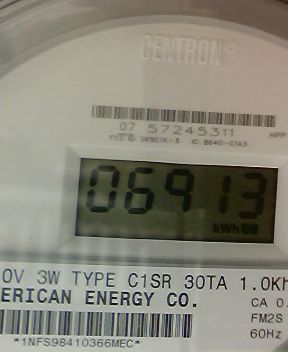 CENTRON®
07 57245311
06913
kWh
0V 3W TYPE C1SR 30TA 1.0Kh
ERICAN ENERGY CO.
CA 0.
FM2S
60Hz
*1NFS98410366MEC*